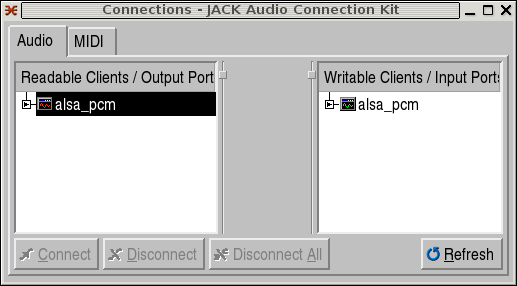 Connections - JACK Audio Connection Kit
Audio
MIDI
Readable Clients / Output Port
Writable Clients / Input Ports
alsa_pcm
alsa_pcm
Connect
Disconnect
Disconnect All
Refresh